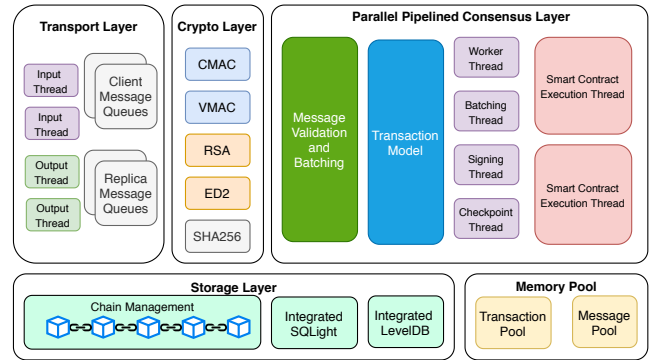 Transport Layer
Input
Thread
Input
Thread
Output
Thread
Output
Thread
Client
Message
Queues
Replica
Message
Queues
Crypto Layer
CMAC
VMAC
RSA
ED2
SHA256
Parallel Pipelined Consensus Layer
Message
Validation
and
Batching
Transaction
Model
Worker
Thread
Batching
Thread
Signing
Thread
Checkpoint
Thread
Smart Contract
Execution Thread
Smart Contract
Execution Thread
Storage Layer
Chain Management
Integrated
SQLight
Integrated
LevelDB
Memory Pool
Transaction
Pool
Message
Pool